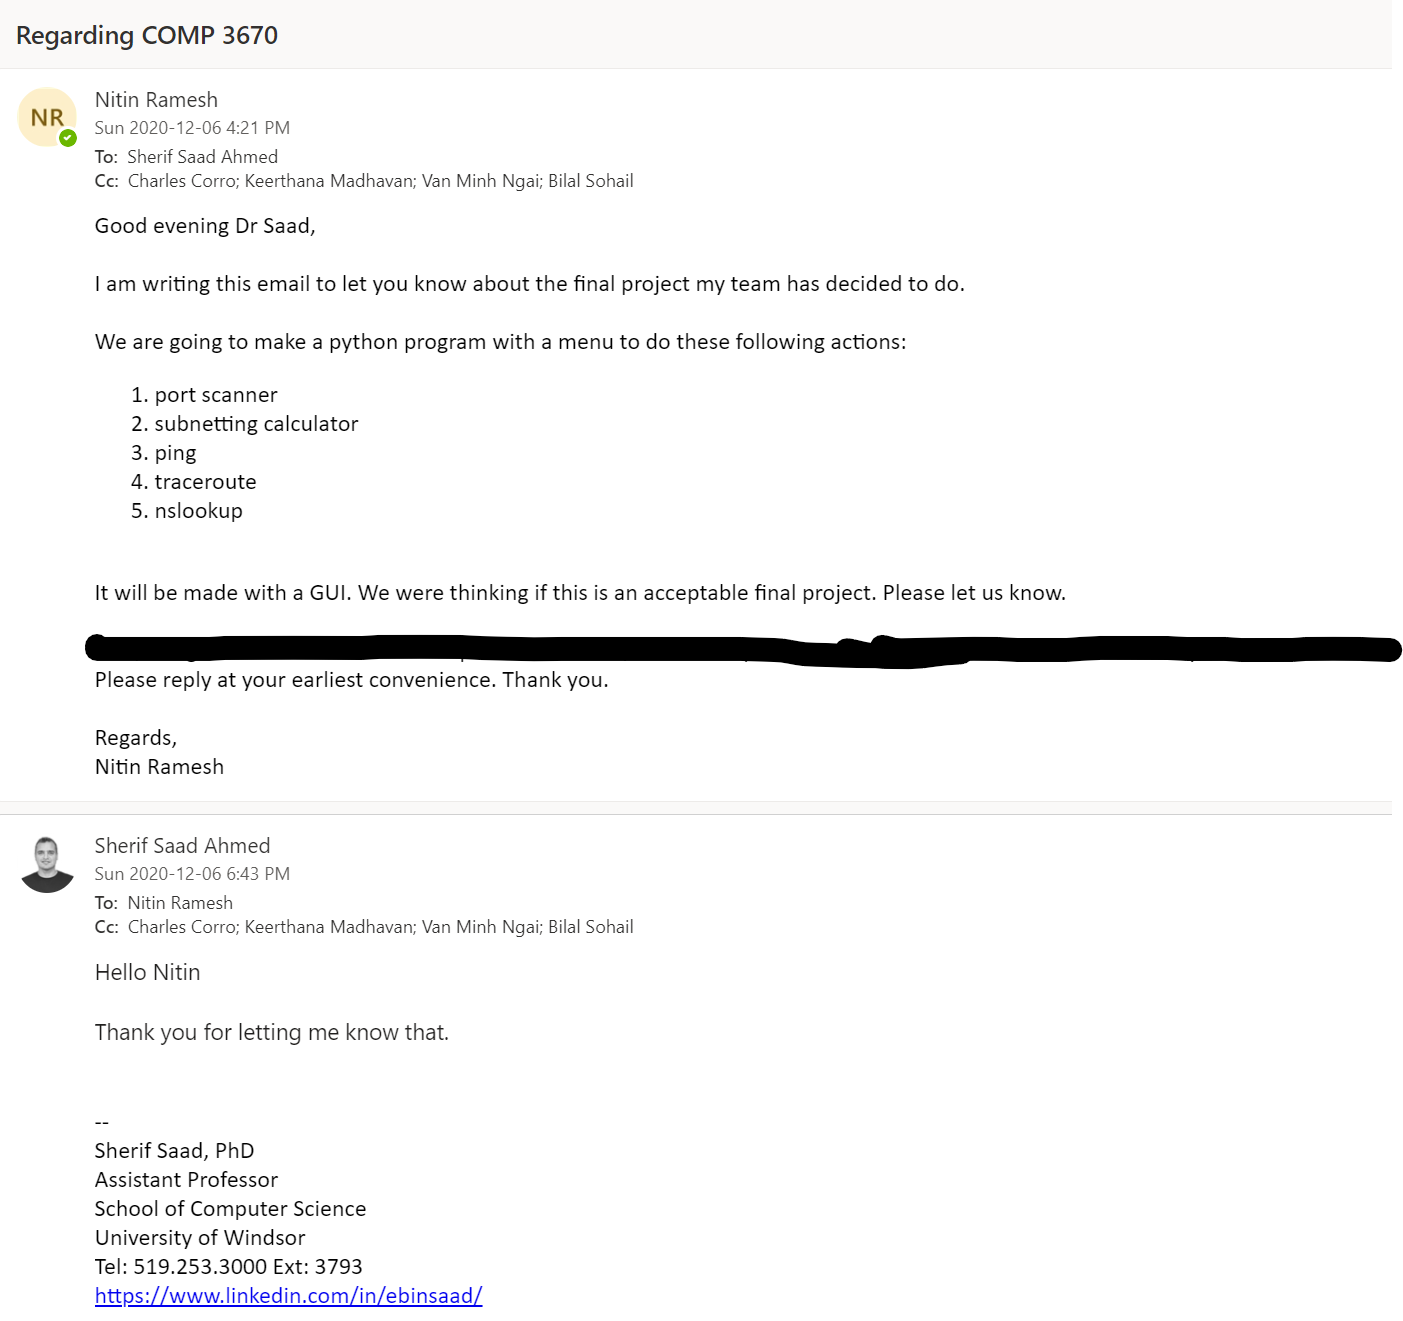 Regarding COMP 3670
NR
Nitin Ramesh
Sun 2020-12-06 4:21 PM
To: Sherif Saad Ahmed
Cc: Charles Corro; Keerthana Madhavan; Van Minh Ngai; Bilal Sohail
Good evening Dr Saad,
I am writing this email to let you know about the final project my team has decided to do.
We are going to make a python program with a menu to do these following actions:
1. port scanner
2. subnetting calculator
3. ping
4. traceroute
5. nslookup
It will be made with a GUI. We were thinking if this is an acceptable final project. Please let us know.
Please reply at your earliest convenience. Thank you.
Regards,
Nitin Ramesh
Sherif Saad Ahmed
Sun 2020-12-06 6:43 PM
To: Nitin Ramesh
Cc: Charles Corro; Keerthana Madhavan; Van Minh Ngai; Bilal Sohail
Hello Nitin
Thank you for letting me know that.
--
Sherif Saad, PhD
Assistant Professor
School of Computer Science
University of Windsor
Tel: 519.253.3000 Ext: 3793
https://www.linkedin.com/in/ebinsaad/